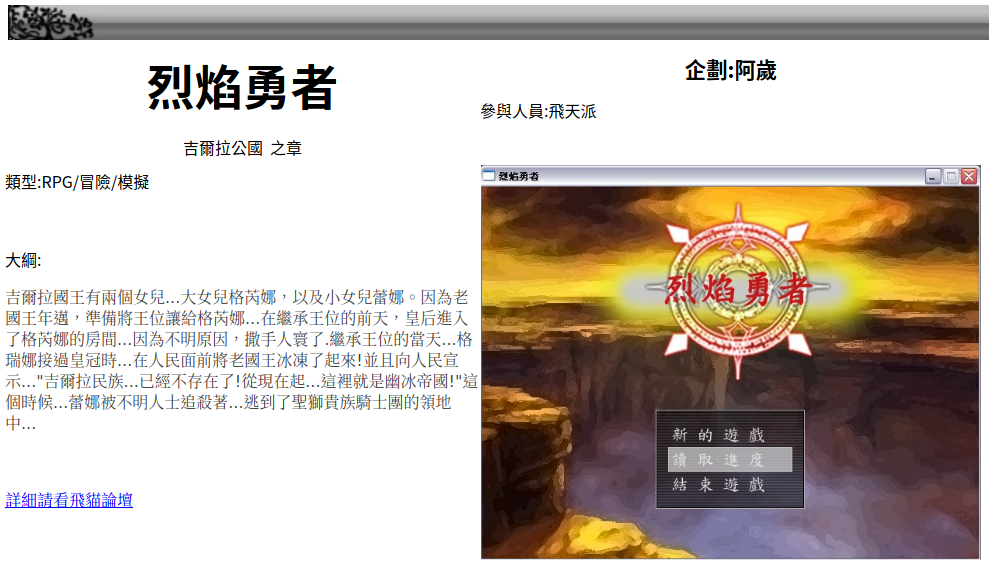 烈焰勇者
吉爾拉公國 之章
類型:RPG/冒險/模擬
大綱:
吉爾拉國王有兩個女兒...大女兒格芮娜，以及小女兒蕾娜。因為老
國王年邁，準備將王位讓給格芮娜...在繼承王位的前天，皇后進入
了格芮娜的房間...因為不明原因，撒手人寰了.繼承王位的當天...格
瑞娜接過皇冠時...在人民面前將老國王冰凍了起來!並且向人民宣
示..."吉爾拉民族...已經不存在了!從現在起...這裡就是幽冰帝國!"這
個時候...蕾娜被不明人士追殺著...逃到了聖獅貴族騎士團的領地
中...
詳細請看飛貓論壇
企劃:阿歲
參與人員:飛天派
烈焰勇者
烈焰勇者
新的遊戲
讀取進度
結束遊戲